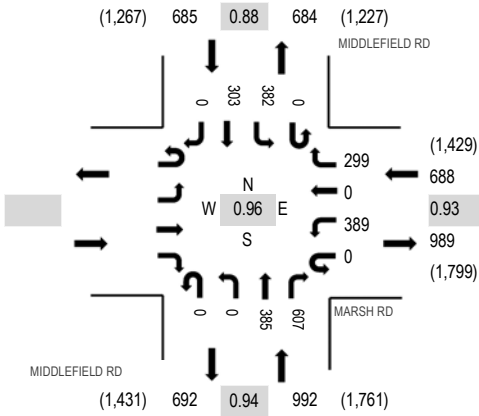 (1,267) 685 0.88 684 (1,227)
MIDDLEFIELD RD
0 303 382 0
(1,429)
299
688
N
0
W 0.96 E
0.93
S
389
989
0
(1,799)
0 0 385 607
MARSH RD
MIDDLEFIELD RD
(1,431) 692 0.94 992 (1,761)